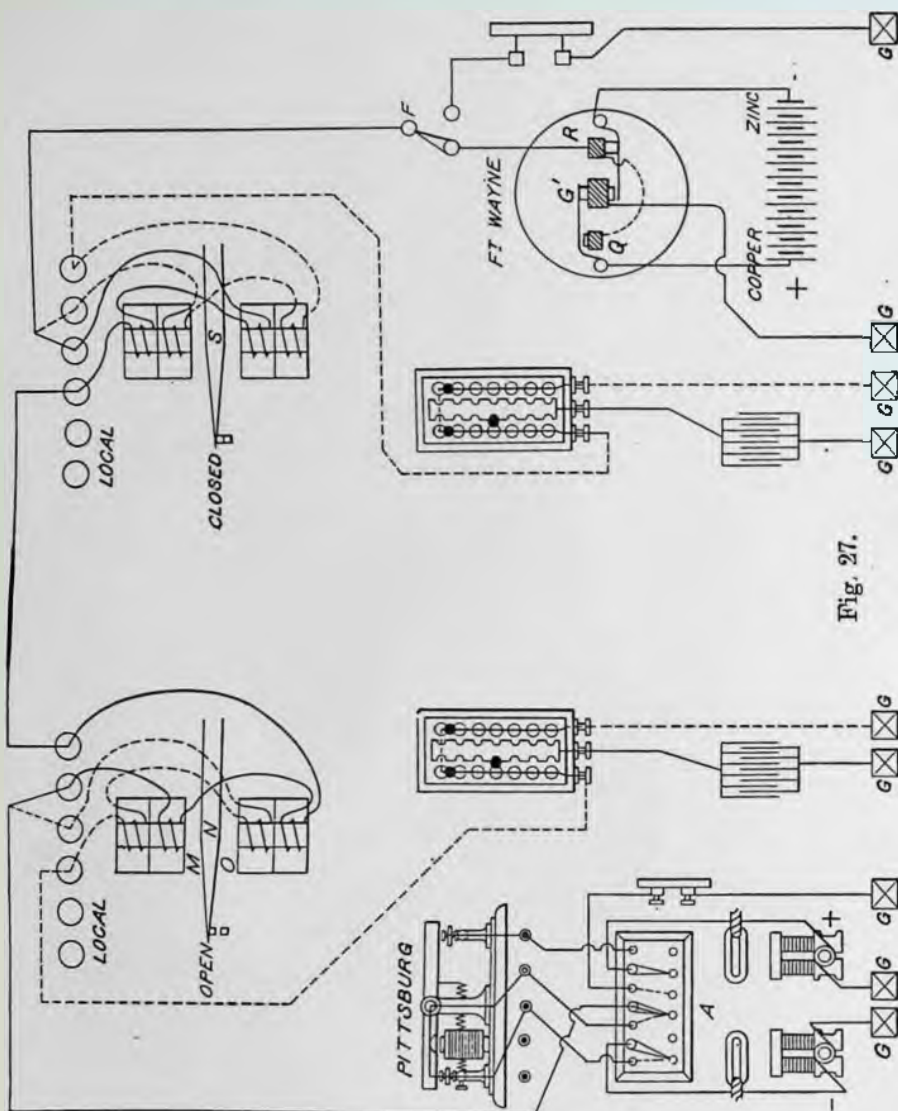 LOCAL
LOCAL
M
N
O
S
OPEN
CLOSED
PITTSBURG
F
FT WAYNE
Q
G'
R
A
COPPER
ZINC
+
-
-
+
G
G
G
G
G
G
G
G
G
Fig. 27.